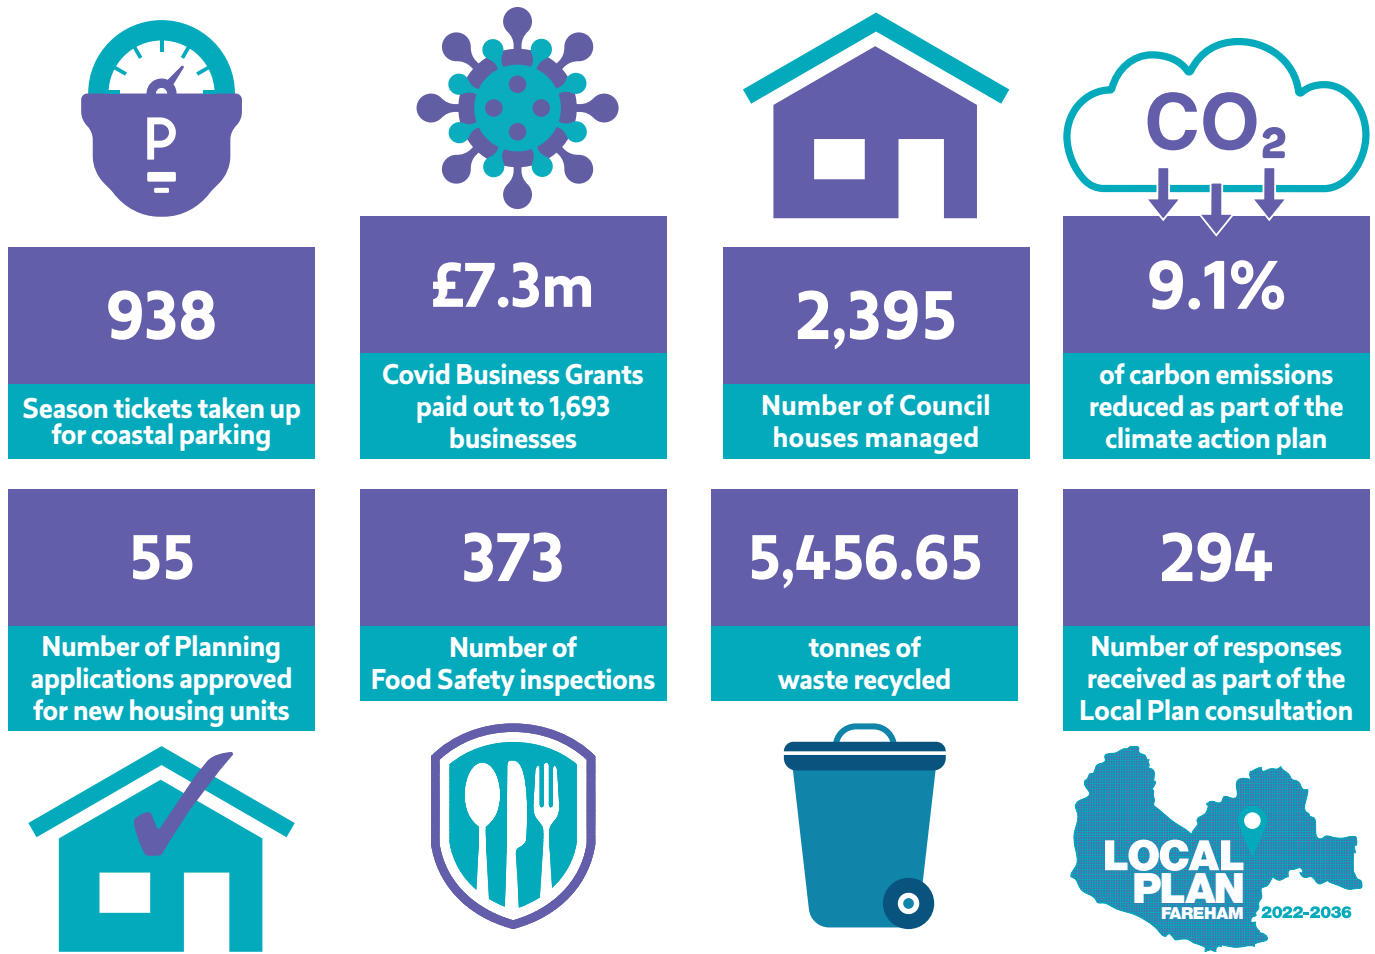 P
CO₂
938
Season tickets taken up
for coastal parking
£7.3m
Covid Business Grants
paid out to 1,693
businesses
2,395
Number of Council
houses managed
9.1%
of carbon emissions
reduced as part of the
climate action plan
55
Number of Planning
applications approved
for new housing units
373
Number of
Food Safety inspections
5,456.65
tonnes of
waste recycled
294
Number of responses
received as part of the
Local Plan consultation
LOCAL
PLAN
FAREHAM 2022-2036